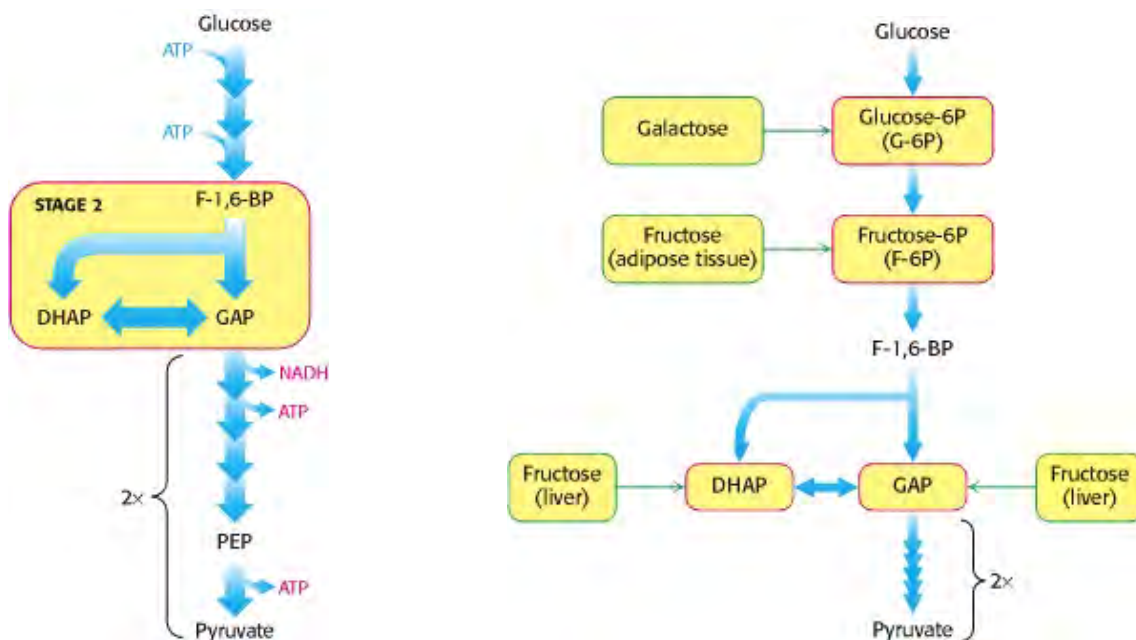 Glucose
ATP
ATP
STAGE 2
F-1,6-BP
DHAP
GAP
NADH
ATP
2×
PEP
ATP
Pyruvate
Glucose
Galactose
Glucose-6P
(G-6P)
Fructose
(adipose tissue)
Fructose-6P
(F-6P)
F-1,6-BP
Fructose
(liver)
DHAP
GAP
Fructose
(liver)
2×
Pyruvate